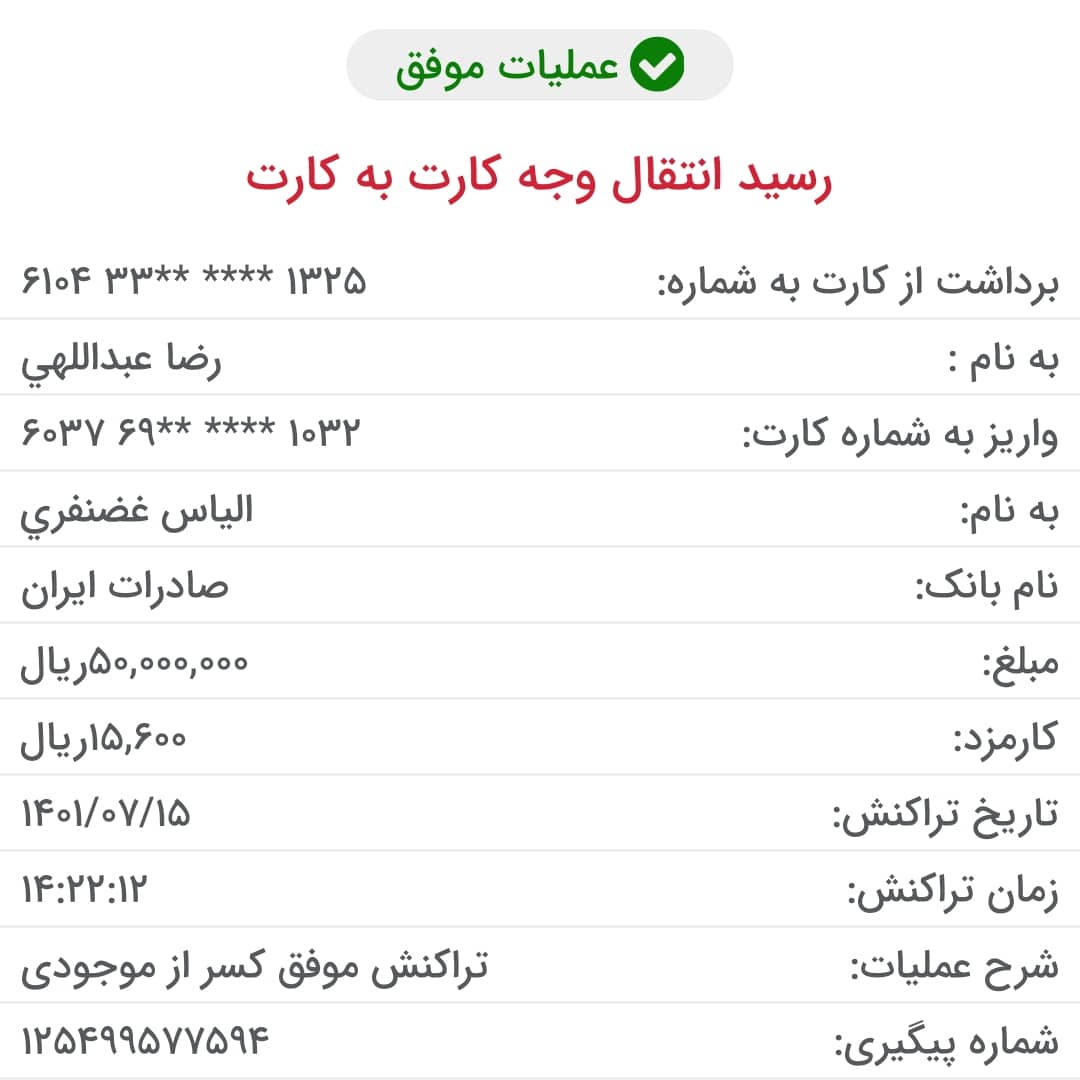 عملیات موفق
رسید انتقال وجه کارت به کارت
برداشت از کارت به شماره: ۶۱۰۴ ۳۳** **** ۱۳۲۵
به نام : رضا عبداللهي
واریز به شماره کارت: ۶۰۳۷ ۶۹** **** ۱۰۳۲
به نام: الیاس غضنفري
نام بانک: صادرات ایران
مبلغ: ۵۰,۰۰۰,۰۰۰ریال
کارمزد: ۱۵,۶۰۰ریال
تاریخ تراکنش: ۱۴۰۱/۰۷/۱۵
زمان تراکنش: ۱۴:۲۲:۱۲
شرح عملیات: تراکنش موفق کسر از موجودی
شماره پیگیری: ۱۲۵۴۹۹۵۷۷۵۹۴